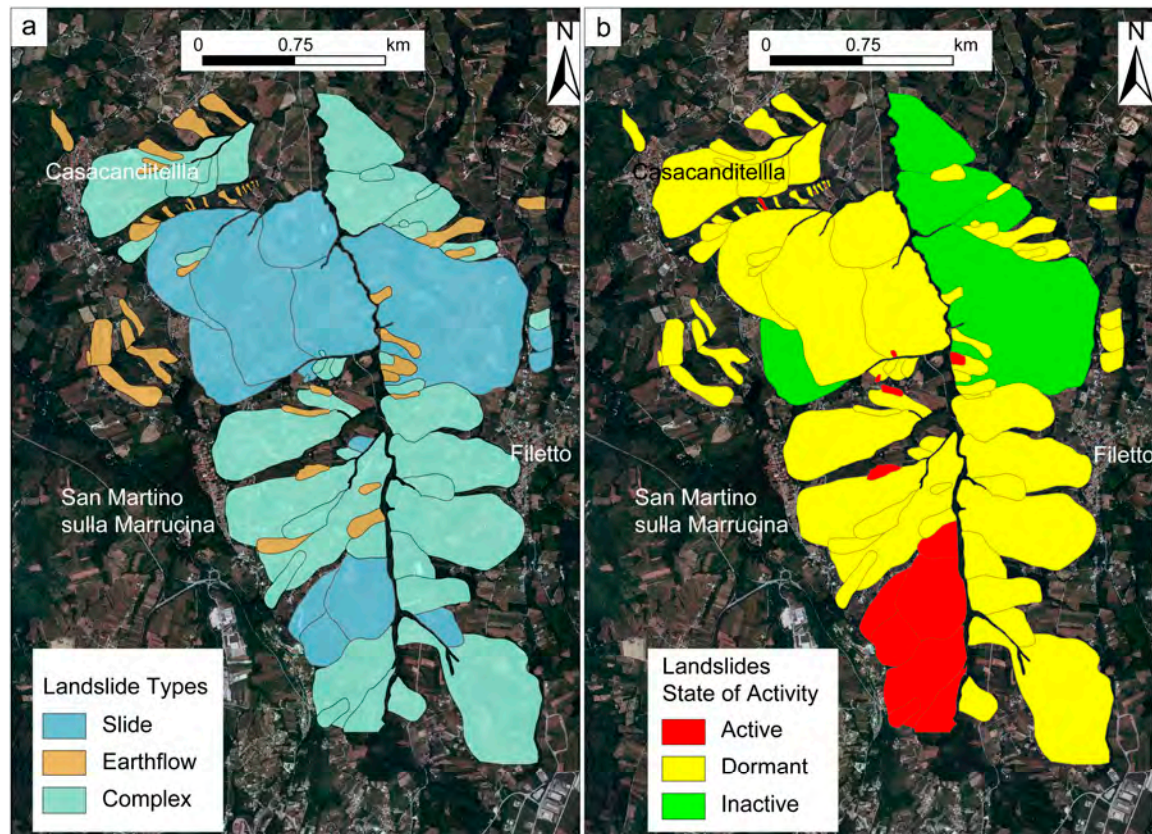 a
0 0.75 km
N
Casacanditellla
Filetto
San Martino
sulla Marrucina
Landslide Types
Slide
Earthflow
Complex
b
0 0.75 km
N
Casacanditellla
Filetto
San Martino
sulla Marrucina
Landslides
State of Activity
Active
Dormant
Inactive